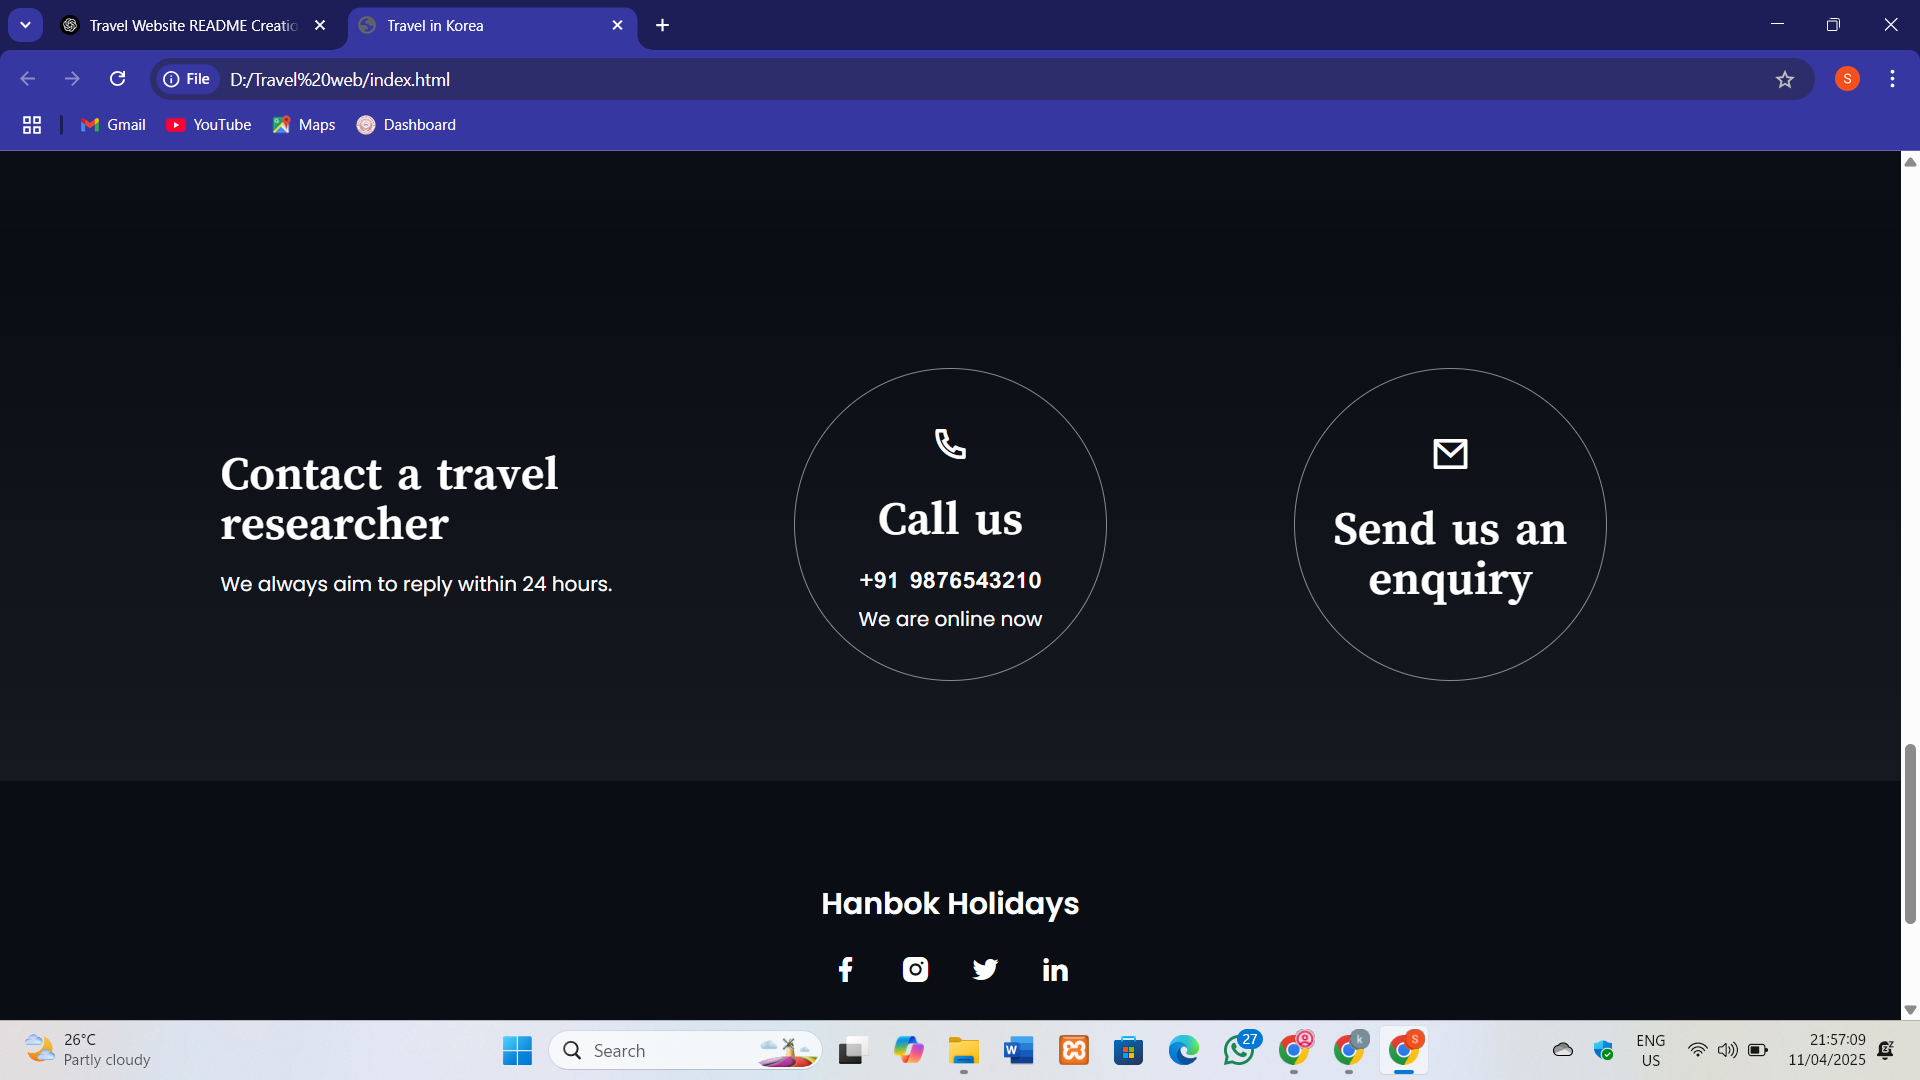 Travel Website README Creatio
Travel in Korea
File
D:/Travel%20web/index.html
S
Gmail
YouTube
Maps
Dashboard
Contact a travel
researcher
We always aim to reply within 24 hours.
Call us
+91 9876543210
We are online now
Send us an
enquiry
Hanbok Holidays
26°C
Partly cloudy
Search
27
k
S
ENG
US
21:57:09
11/04/2025